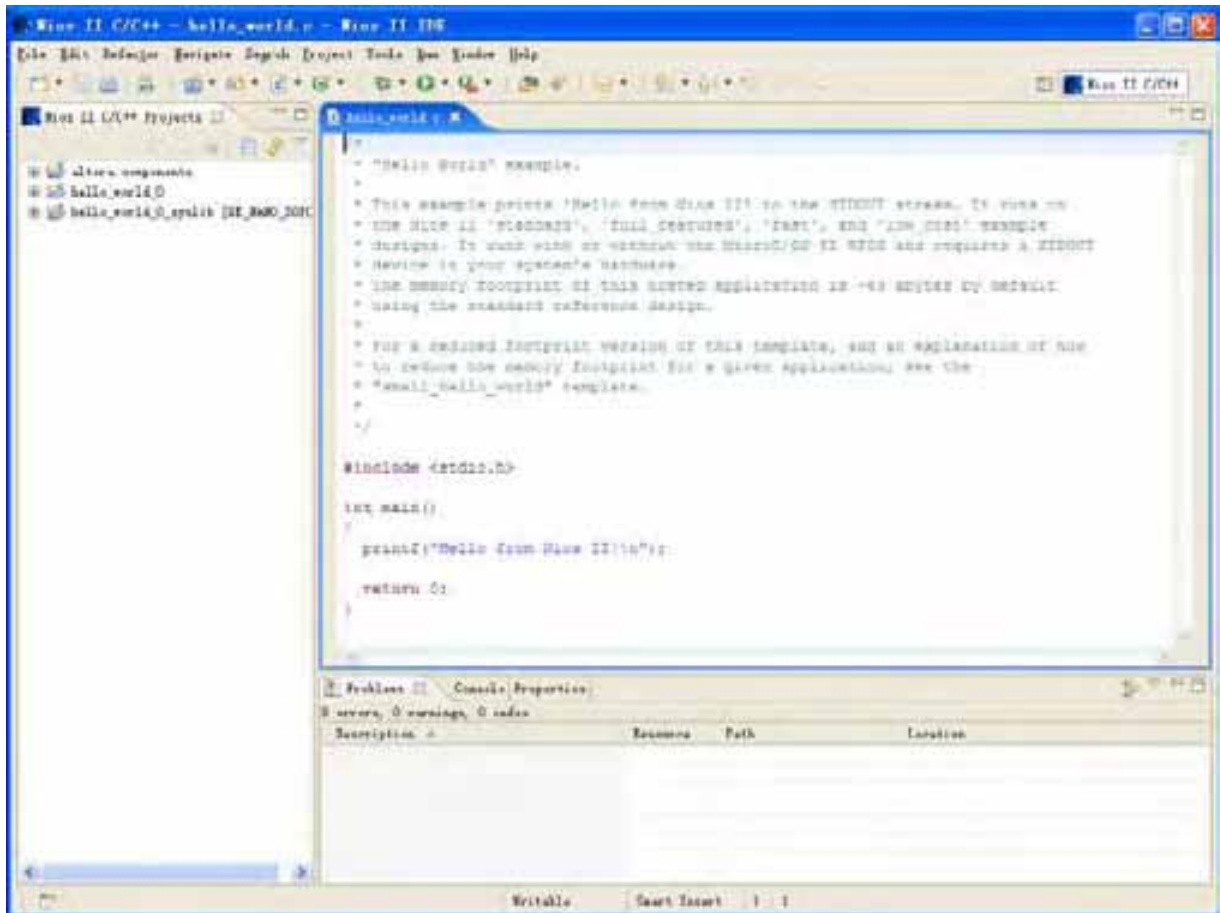 Nios II C/C++ - hello_world.c - Nios II IDE
File Edit Refactor Navigate Search Project Tools Run Window Help
Nios II C/C++
Nios II C/C++ Projects
hello_world.c
altera.components
hello_world_0
hello_world_0_syslib
* "Hello World" example.
*
* This example prints 'Hello from Nios II' to the STDOUT stream. It runs on
* the Nios II 'standard', 'full_featured', 'fast', and 'low_cost' example
* designs. It runs with or without the MicroC/OS-II RTOS and requires a STDOUT
* device in your system's hardware.
* The memory footprint of this hosted application is kbytes by default
* using the standard reference design.
*
* For a reduced footprint version of this template, and an explanation of how
* to reduce the memory footprint for a given application, see the
* "small_hello_world" template.
*
*/
#include <stdio.h>
int main()
{
printf("Hello from Nios II!\n");
return 0;
}
Problems Console Properties
0 errors, 0 warnings, 0 infos
Description Resource Path Location
Writable Smart Insert 1 : 1